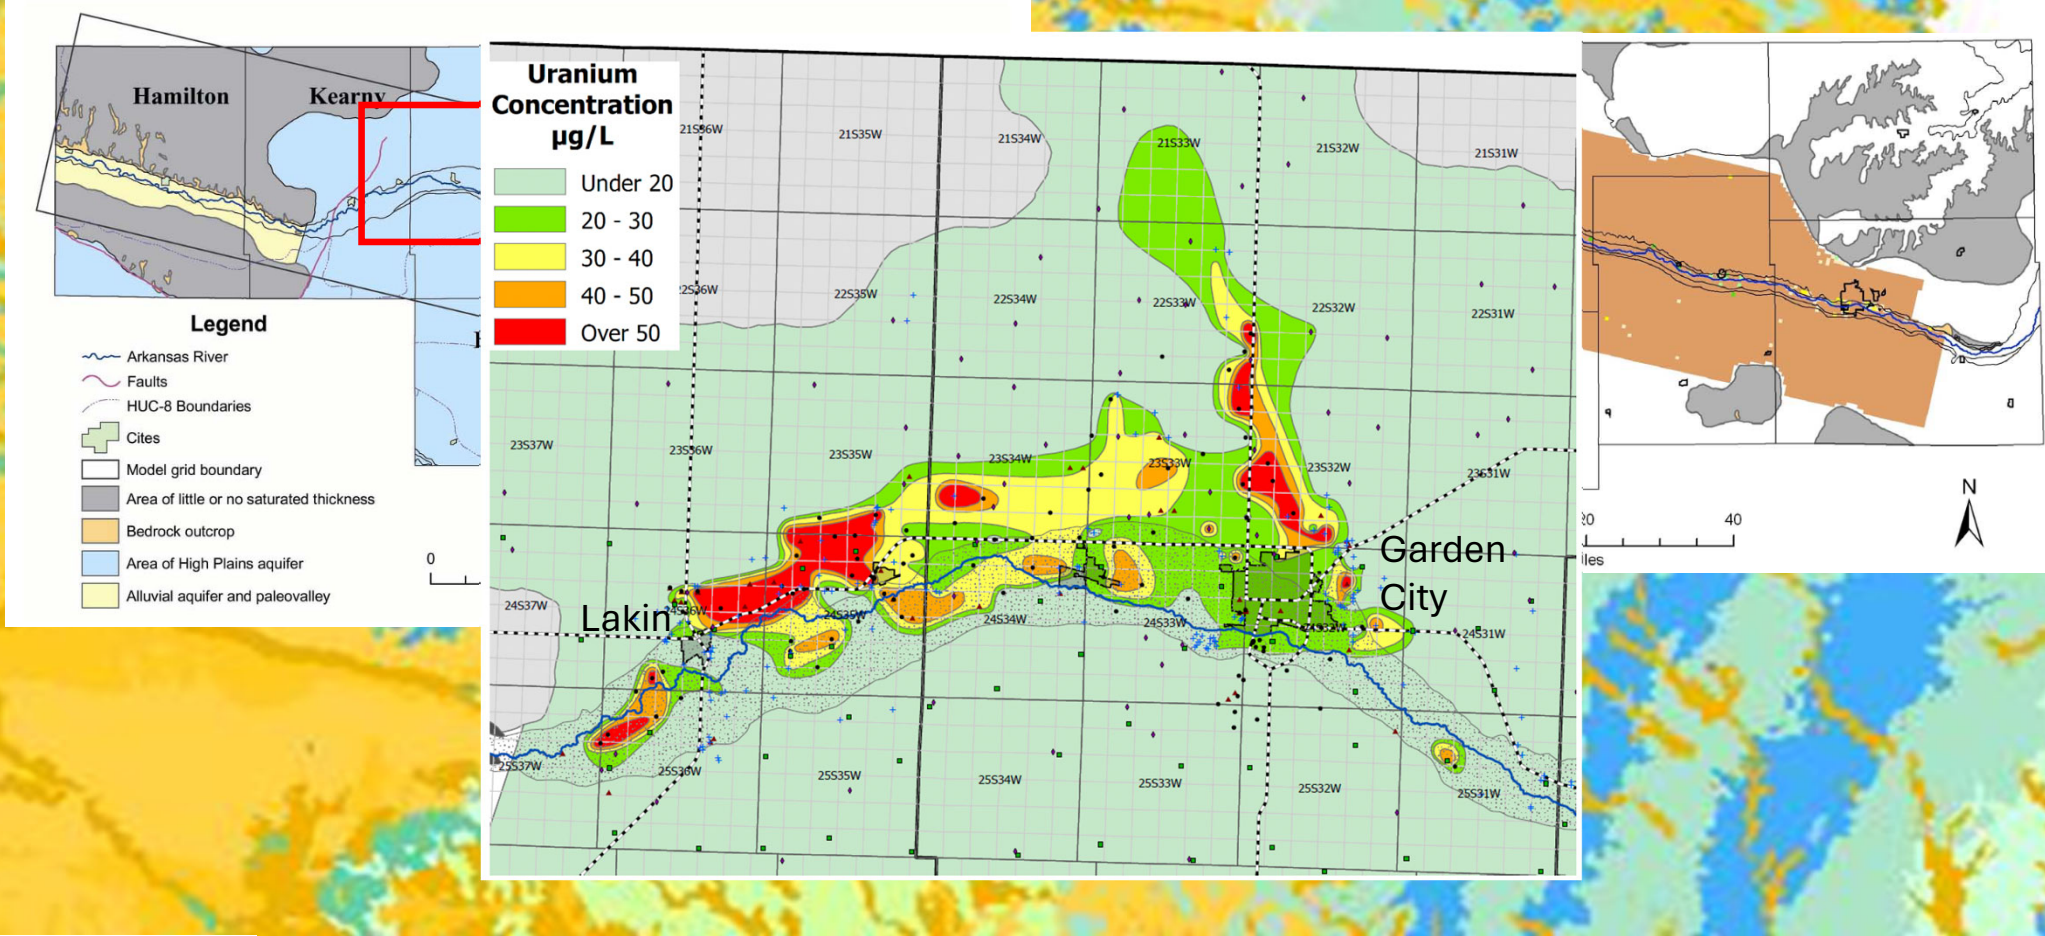 Hamilton
Kearny
Legend
Arkansas River
Faults
HUC-8 Boundaries
Cites
Model grid boundary
Area of little or no saturated thickness
Bedrock outcrop
Area of High Plains aquifer
Alluvial aquifer and paleovalley
0
Uranium
Concentration
µg/L
Under 20
20 - 30
30 - 40
40 - 50
Over 50
21S36W
21S35W
21S34W
21S33W
21S32W
21S31W
22S36W
22S35W
22S34W
22S33W
22S32W
22S31W
23S37W
23S36W
23S35W
23S34W
23S33W
23S32W
23S31W
24S37W
24S36W
24S35W
24S34W
24S33W
24S32W
24S31W
25S37W
25S36W
25S35W
25S34W
25S33W
25S32W
25S31W
Lakin
Garden
City
N
20
40
les